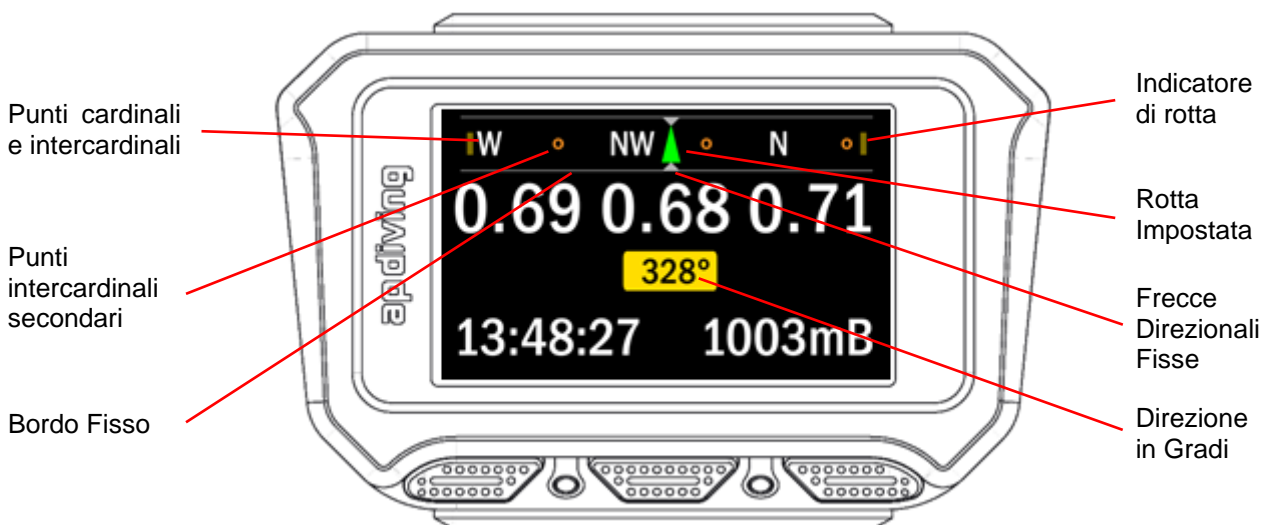 Punti cardinali
e intercardinali
Punti
intercardinali
secondari
Bordo Fisso
apdiving
W NW N
0.69 0.68 0.71
328º
13:48:27 1003mB
Indicatore
di rotta
Rotta
Impostata
Frecce
Direzionali
Fisse
Direzione
in Gradi